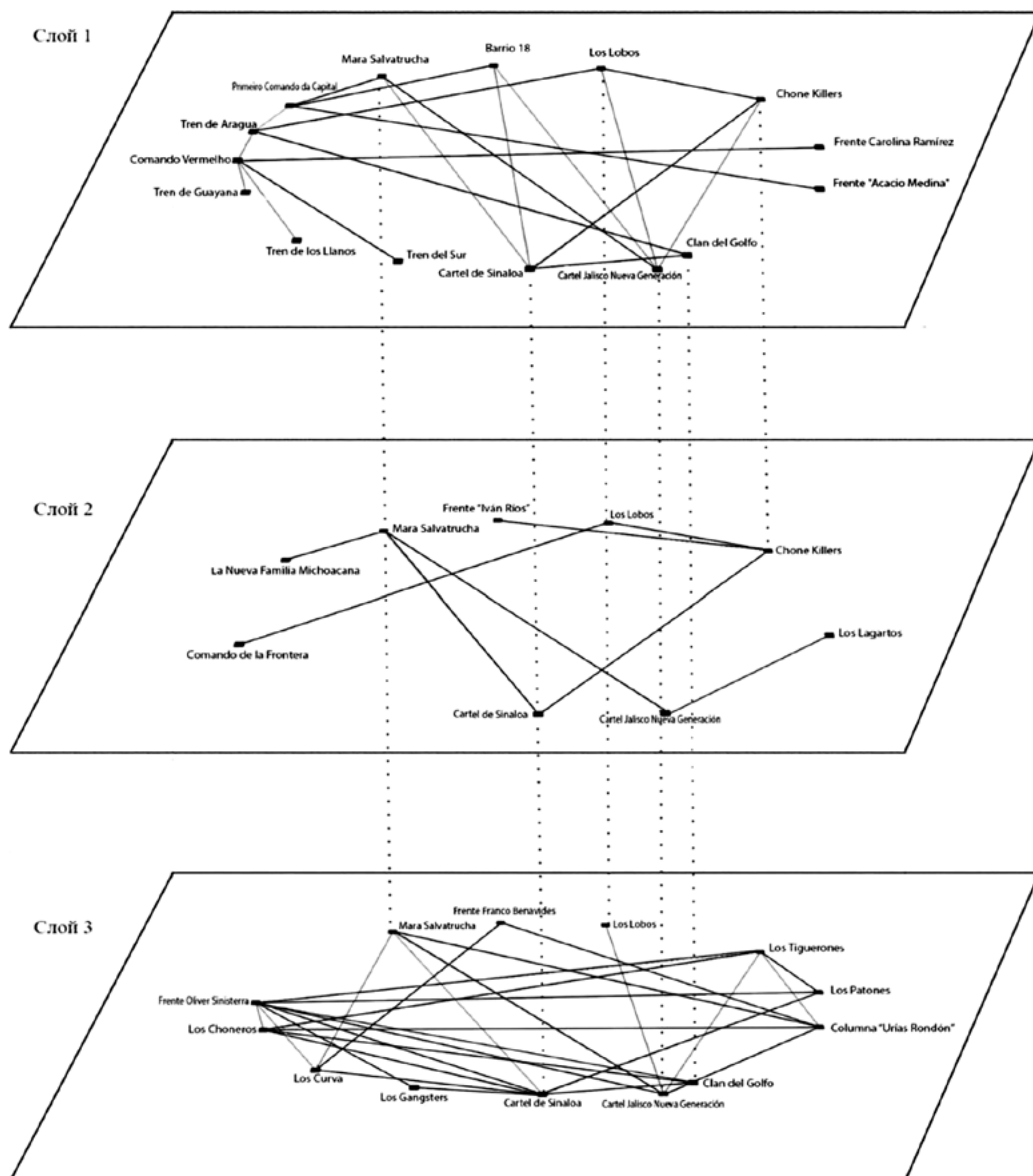 Слой 1
Barrio 18
Los Lobos
Mara Salvatrucha
Primeiro Comando da Capital
Chone Killers
Tren de Aragua
Frente Carolina Ramírez
Comando Vermelho
Frente "Acacio Medina"
Tren de Guayana
Clan del Golfo
Tren de los Llanos
Tren del Sur
Cartel de Sinaloa
Cartel Jalisco Nueva Generación
Слой 2
Frente "Iván Ríos"
Los Lobos
Mara Salvatrucha
Chone Killers
La Nueva Familia Michoacana
Los Lagartos
Comando de la Frontera
Cartel de Sinaloa
Cartel Jalisco Nueva Generación
Слой 3
Frente Franco Benavides
Mara Salvatrucha
Los Lobos
Los Tiguerones
Frente Oliver Sinisterra
Los Patones
Los Choneros
Columna "Urías Rondón"
Los Curva
Clan del Golfo
Los Gangsters
Cartel de Sinaloa
Cartel Jalisco Nueva Generación